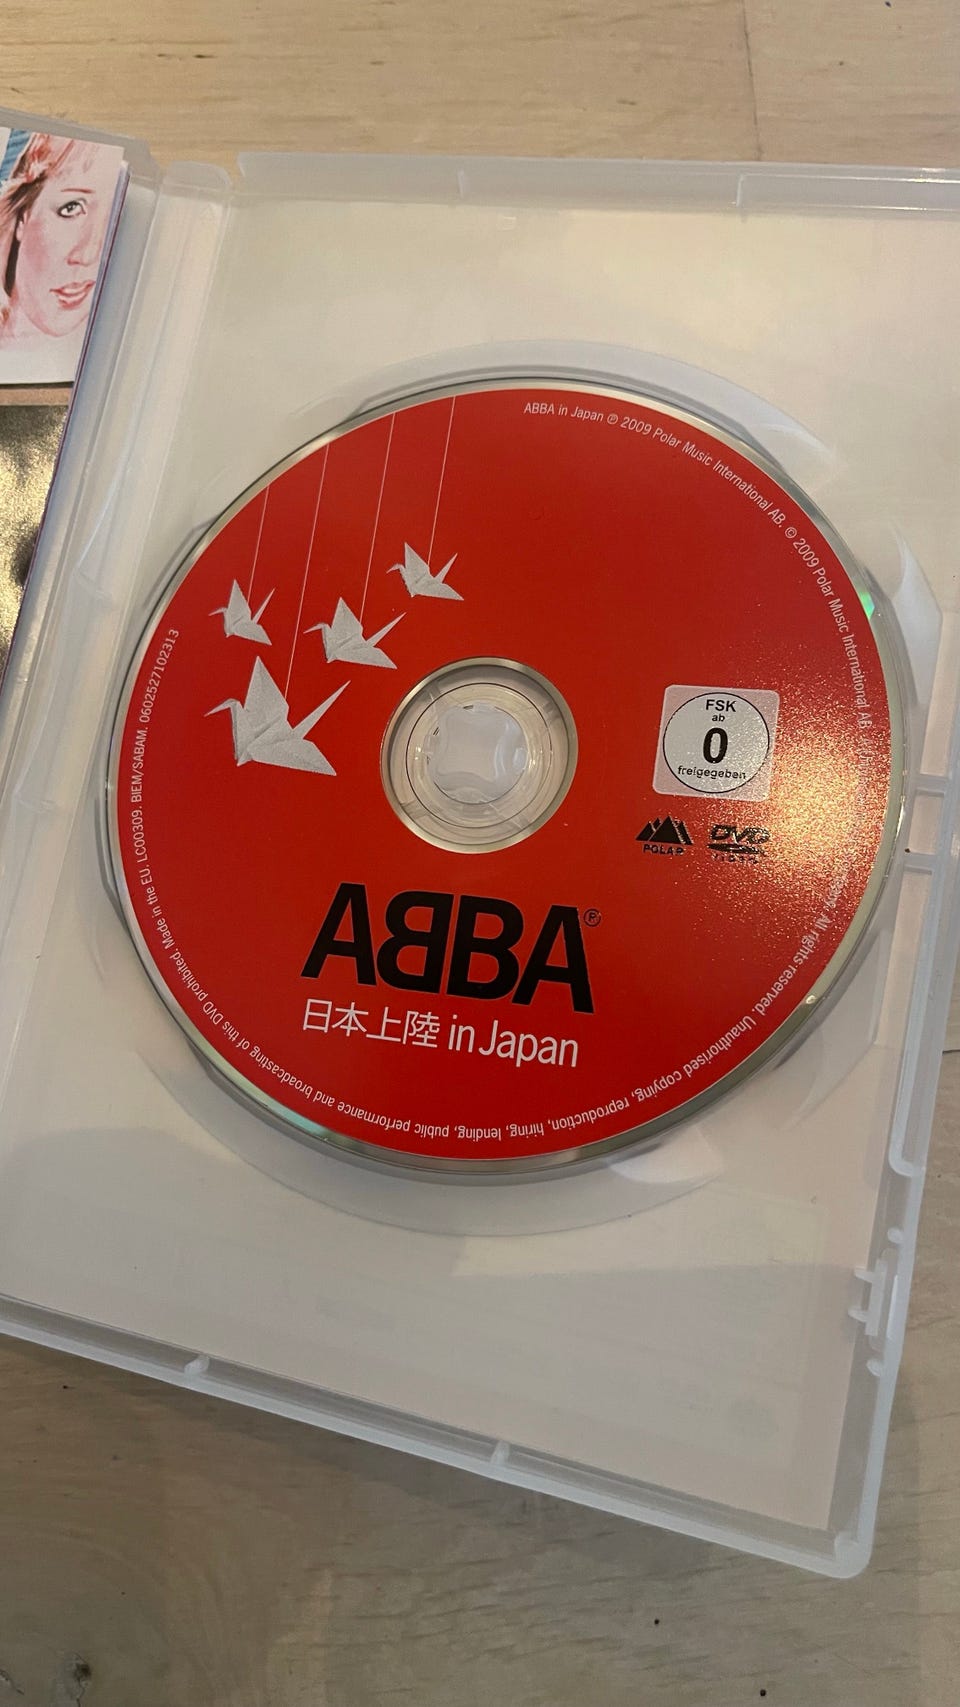 ABBA in Japan ℗ 2009 Polar Music International AB. © 2009 Polar Music International AB.
All rights reserved. Unauthorised copying, reproduction, hiring, lending, public performance and broadcasting of this DVD prohibited. Made in the EU. LC00309. BIEM/SABAM. 0602527102313
FSK
ab
0
freigegeben
POLAR
DVD
VIDEO
ABBA®
日本上陸 in Japan